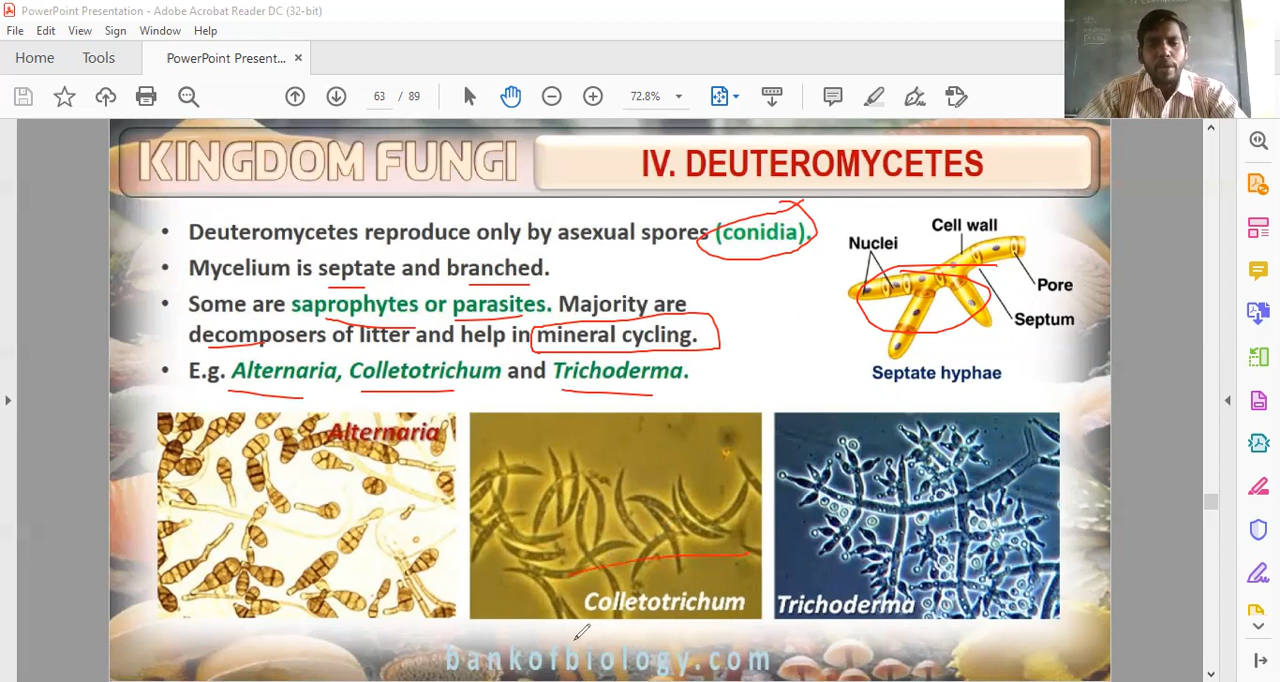 PowerPoint Presentation - Adobe Acrobat Reader DC (32-bit)
File Edit View Sign Window Help
Home Tools PowerPoint Present... ×
63 / 89 72.8%
KINGDOM FUNGI IV. DEUTEROMYCETES
• Deuteromycetes reproduce only by asexual spores (conidia).
• Mycelium is septate and branched.
• Some are saprophytes or parasites. Majority are
decomposers of litter and help in mineral cycling.
• E.g. Alternaria, Colletotrichum and Trichoderma.
Cell wall
Nuclei
Pore
Septum
Septate hyphae
Alternaria
Colletotrichum
Trichoderma
bankofbiology.com